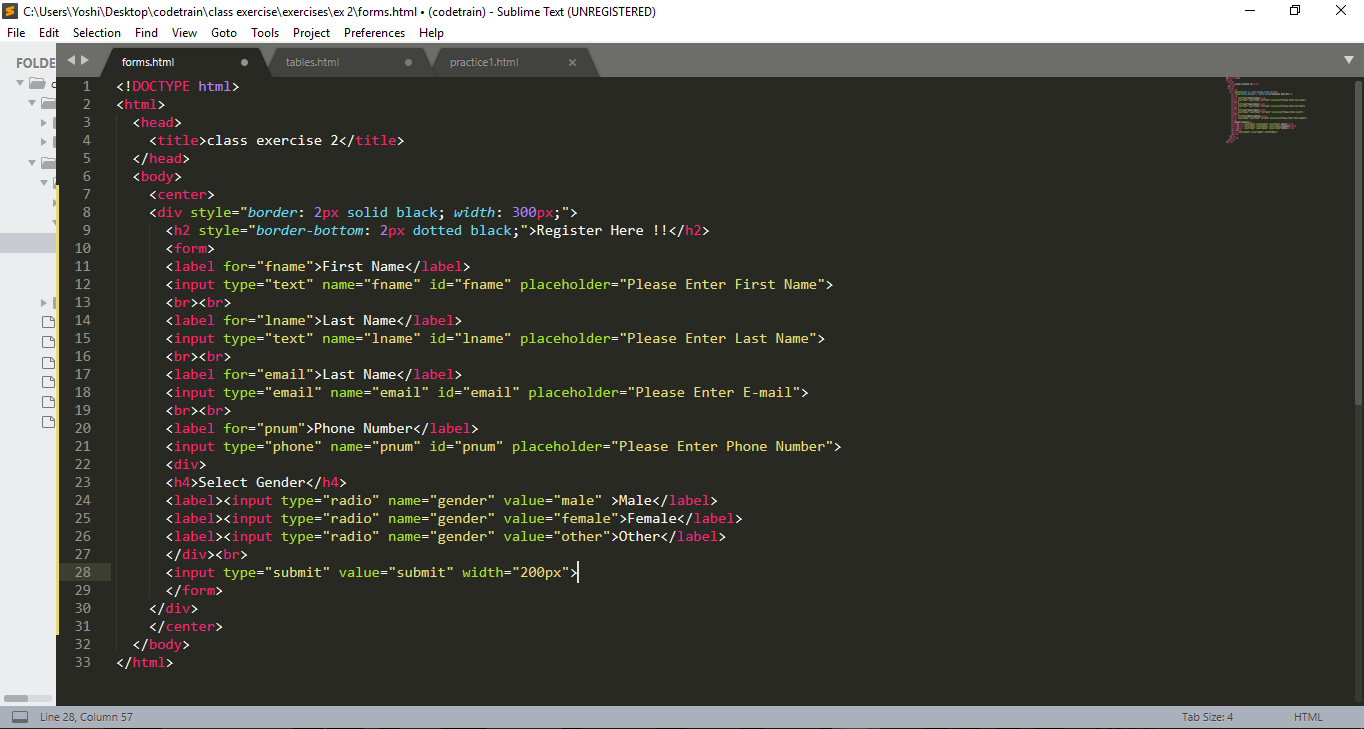 C:\Users\Yoshi\Desktop\codetrain\class exercise\exercises\ex 2\forms.html • (codetrain) - Sublime Text (UNREGISTERED)
File Edit Selection Find View Goto Tools Project Preferences Help
FOLDE forms.html tables.html practice1.html
1 <!DOCTYPE html>
2 <html>
3 <head>
4 <title>class exercise 2</title>
5 </head>
6 <body>
7 <center>
8 <div style="border: 2px solid black; width: 300px;">
9 <h2 style="border-bottom: 2px dotted black;">Register Here !!</h2>
10 <form>
11 <label for="fname">First Name</label>
12 <input type="text" name="fname" id="fname" placeholder="Please Enter First Name">
13 <br><br>
14 <label for="lname">Last Name</label>
15 <input type="text" name="lname" id="lname" placeholder="Please Enter Last Name">
16 <br><br>
17 <label for="email">Last Name</label>
18 <input type="email" name="email" id="email" placeholder="Please Enter E-mail">
19 <br><br>
20 <label for="pnum">Phone Number</label>
21 <input type="phone" name="pnum" id="pnum" placeholder="Please Enter Phone Number">
22 <div>
23 <h4>Select Gender</h4>
24 <label><input type="radio" name="gender" value="male" >Male</label>
25 <label><input type="radio" name="gender" value="female">Female</label>
26 <label><input type="radio" name="gender" value="other">Other</label>
27 </div><br>
28 <input type="submit" value="submit" width="200px">
29 </form>
30 </div>
31 </center>
32 </body>
33 </html>
Line 28, Column 57 Tab Size: 4 HTML